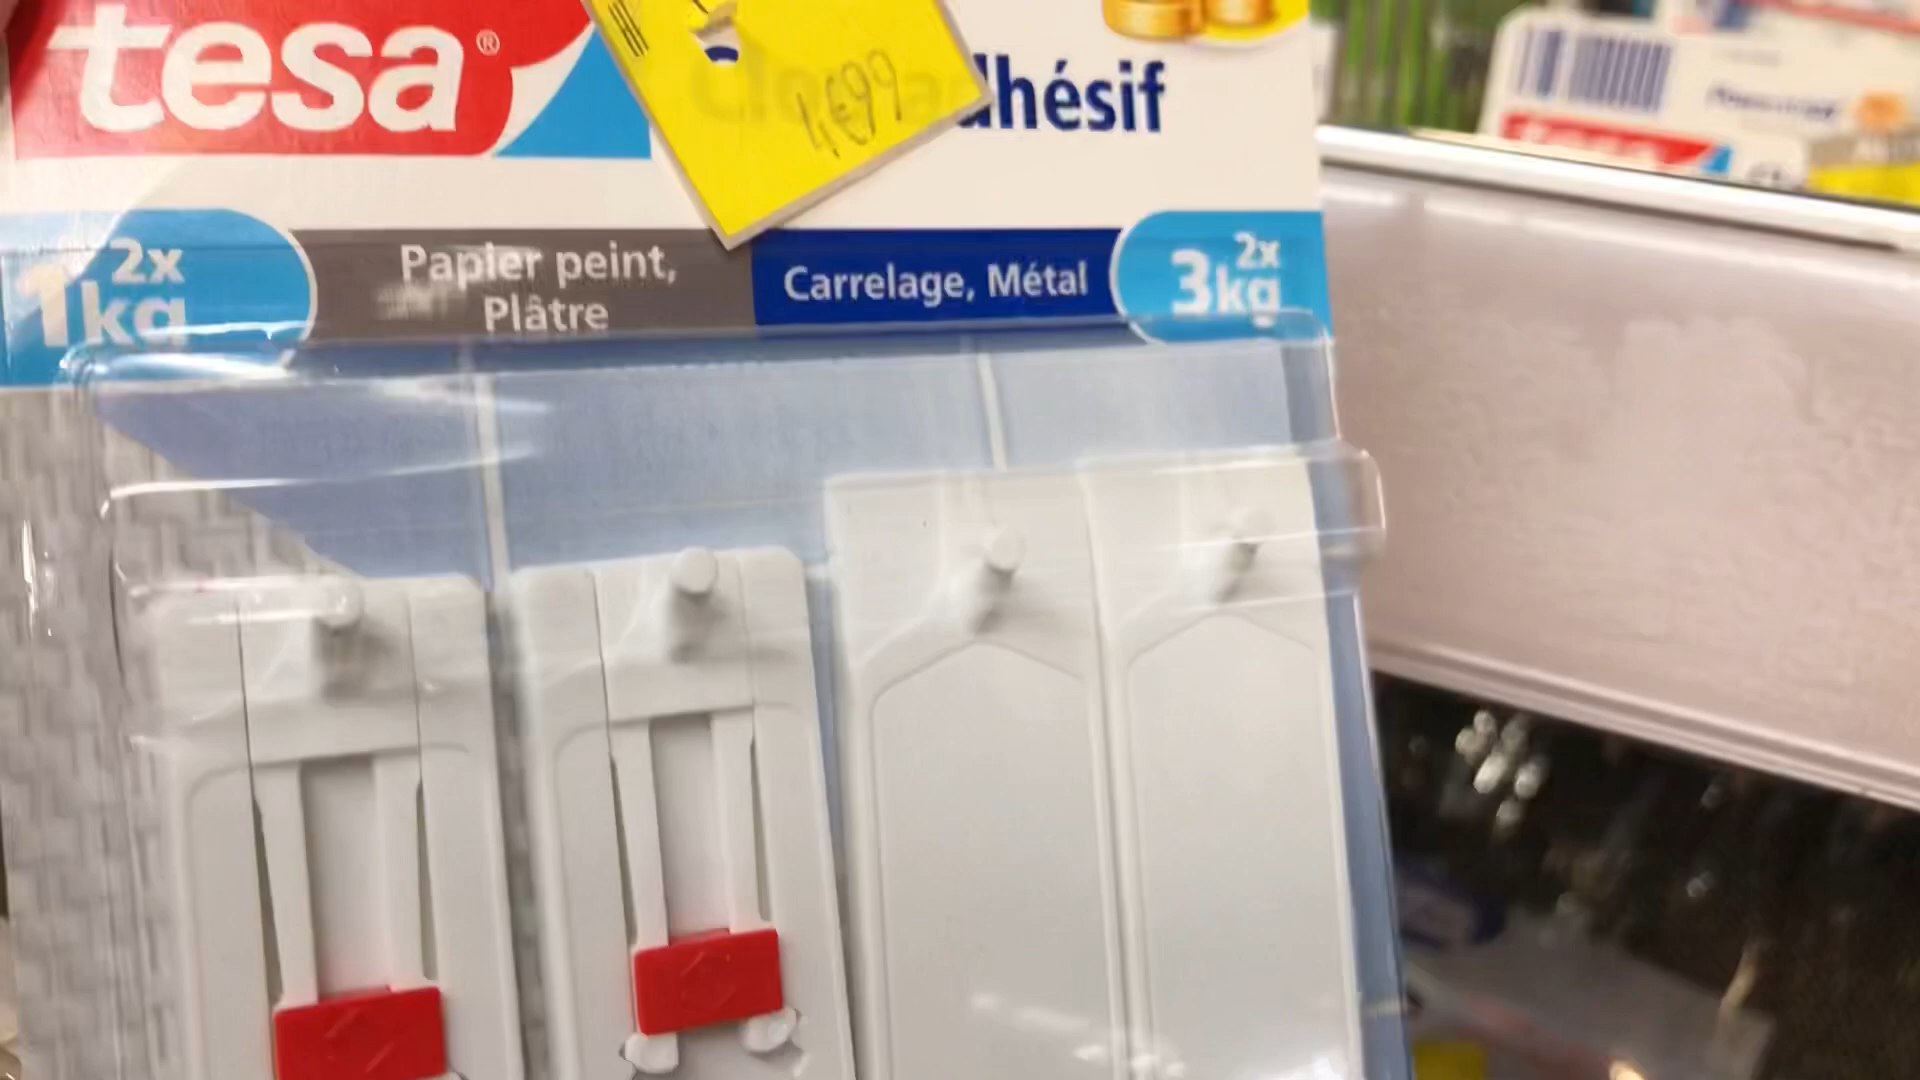 tesa®
4€99
dhésif
2x
1kg
Papier peint,
Plâtre
Carrelage, Métal
2x
3kg